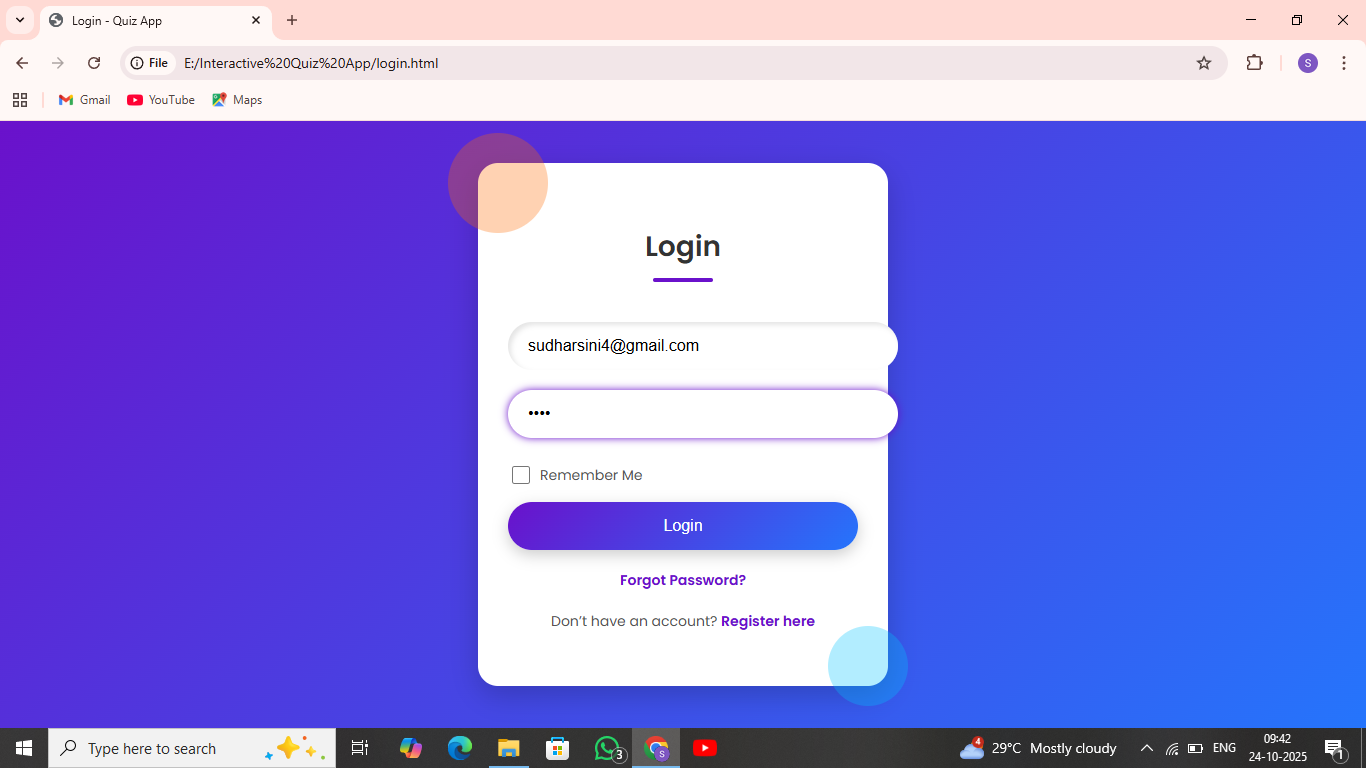 Login - Quiz App
File
E:/Interactive%20Quiz%20App/login.html
S
Gmail
YouTube
Maps
Login
sudharsini4@gmail.com
••••
Remember Me
Login
Forgot Password?
Don’t have an account? Register here
Type here to search
3
S
4
29°C Mostly cloudy
ENG
09:42
24-10-2025
1